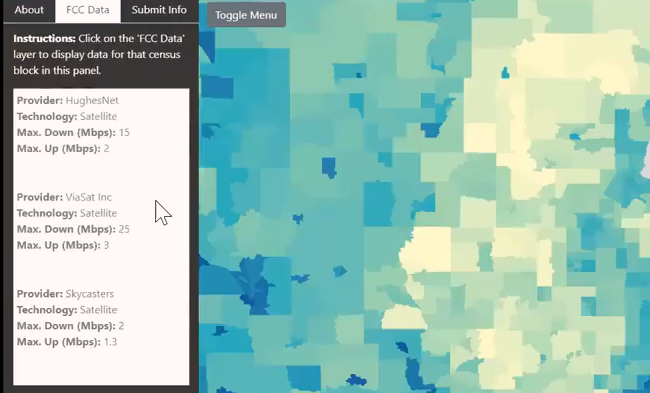 About
FCC Data
Submit Info
Toggle Menu
Instructions: Click on the 'FCC Data'
layer to display data for that census
block in this panel.
Provider: HughesNet
Technology: Satellite
Max. Down (Mbps): 15
Max. Up (Mbps): 2
Provider: ViaSat Inc
Technology: Satellite
Max. Down (Mbps): 25
Max. Up (Mbps): 3
Provider: Skycasters
Technology: Satellite
Max. Down (Mbps): 2
Max. Up (Mbps): 1.3